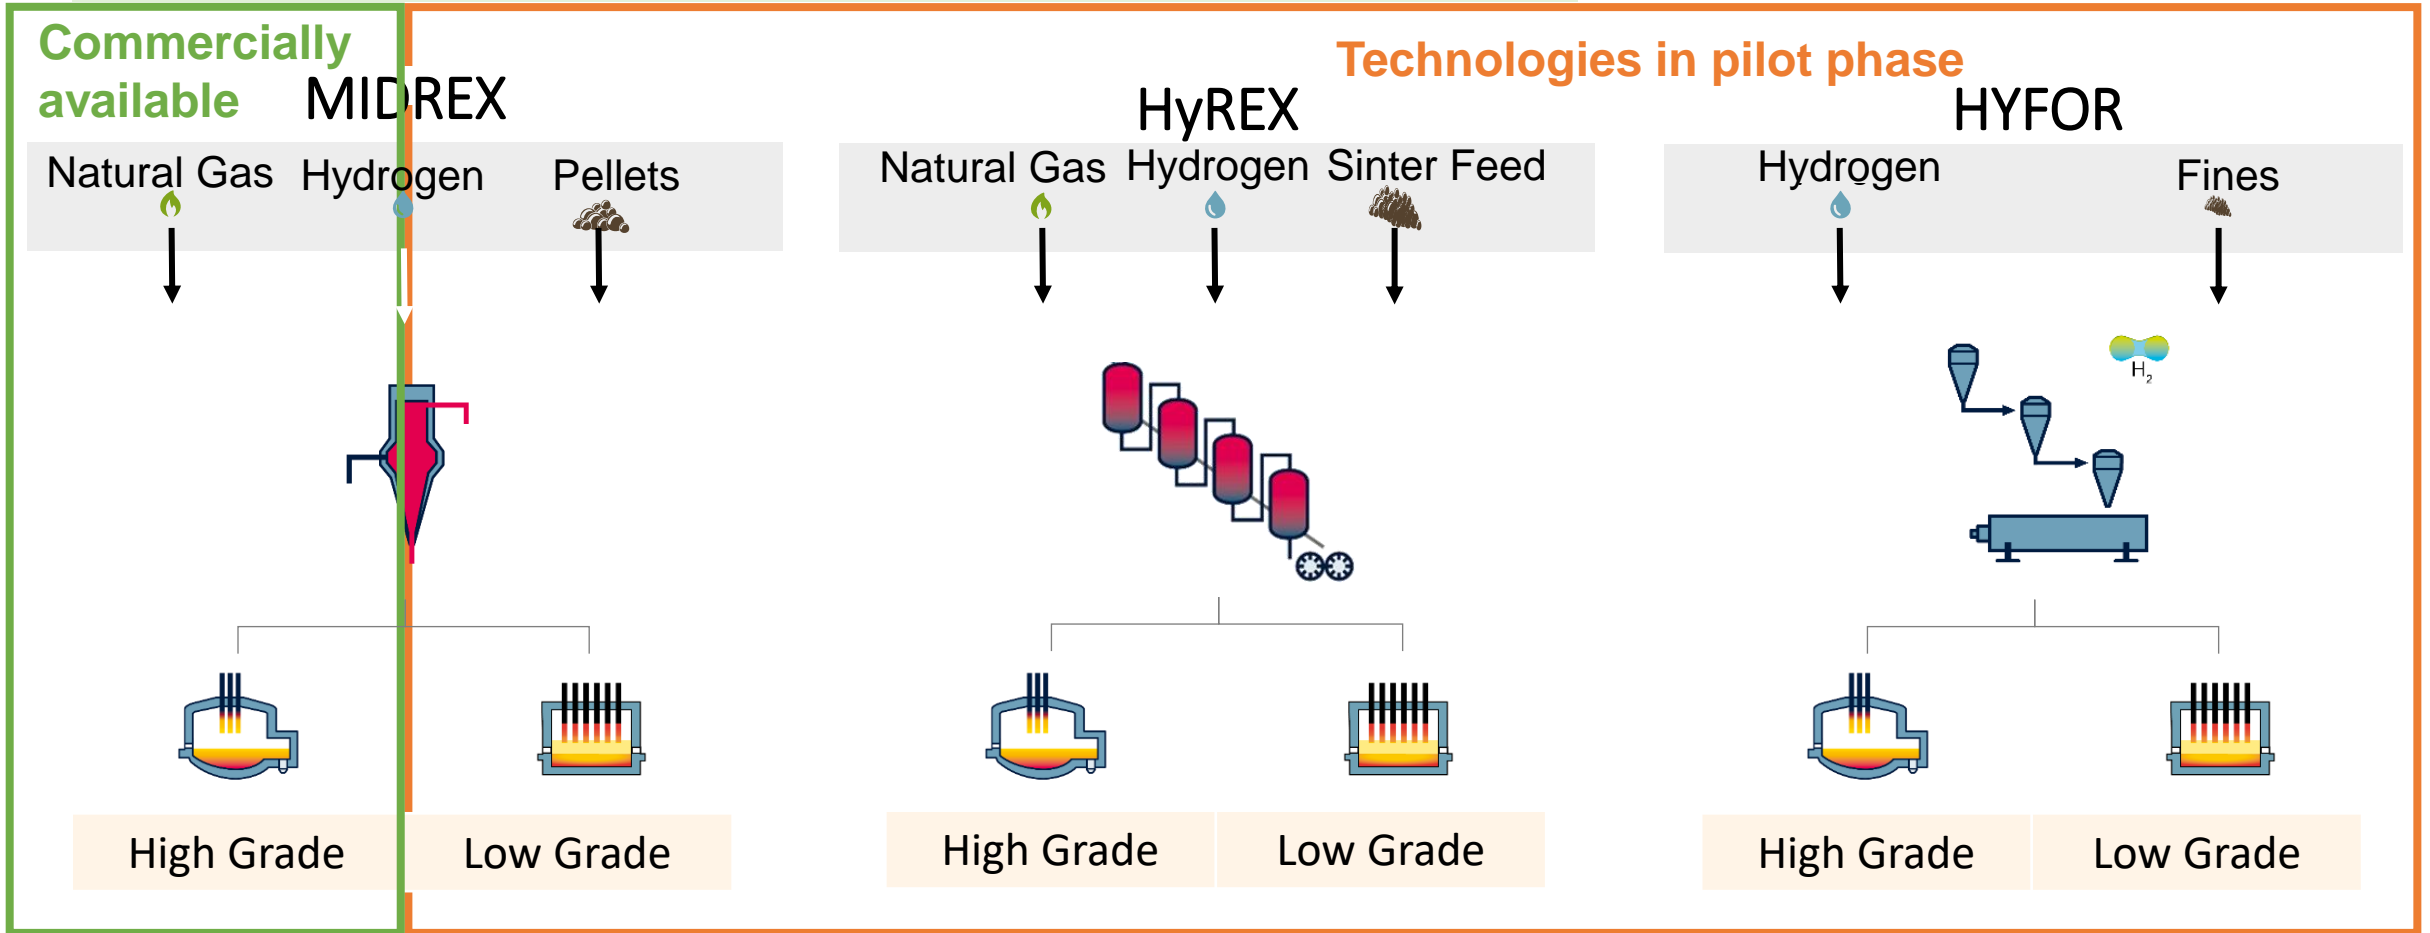 Commercially
available
Technologies in pilot phase
MIDREX
Natural Gas
Hydrogen
Pellets
High Grade
Low Grade
HyREX
Natural Gas
Hydrogen
Sinter Feed
High Grade
Low Grade
HYFOR
Hydrogen
Fines
H2
High Grade
Low Grade